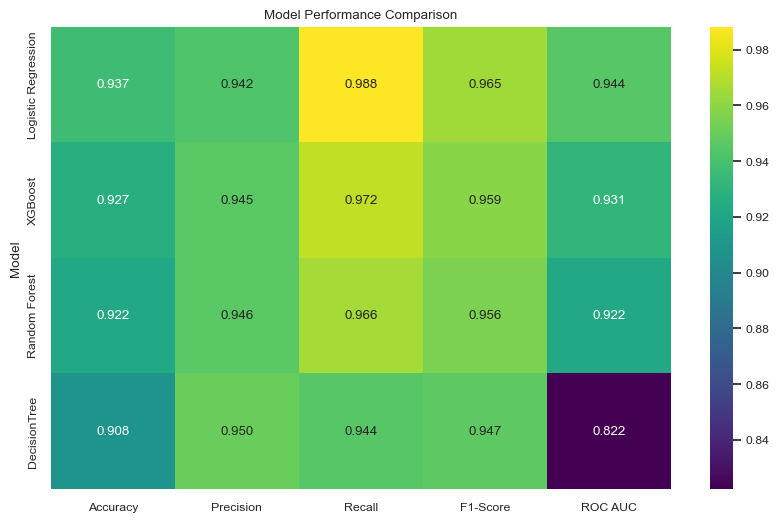 Model Performance Comparison
Model
Logistic Regression
0.937 0.942 0.988 0.965 0.944
XGBoost
0.927 0.945 0.972 0.959 0.931
Random Forest
0.922 0.946 0.966 0.956 0.922
DecisionTree
0.908 0.950 0.944 0.947 0.822
Accuracy Precision Recall F1-Score ROC AUC
0.98
0.96
0.94
0.92
0.90
0.88
0.86
0.84